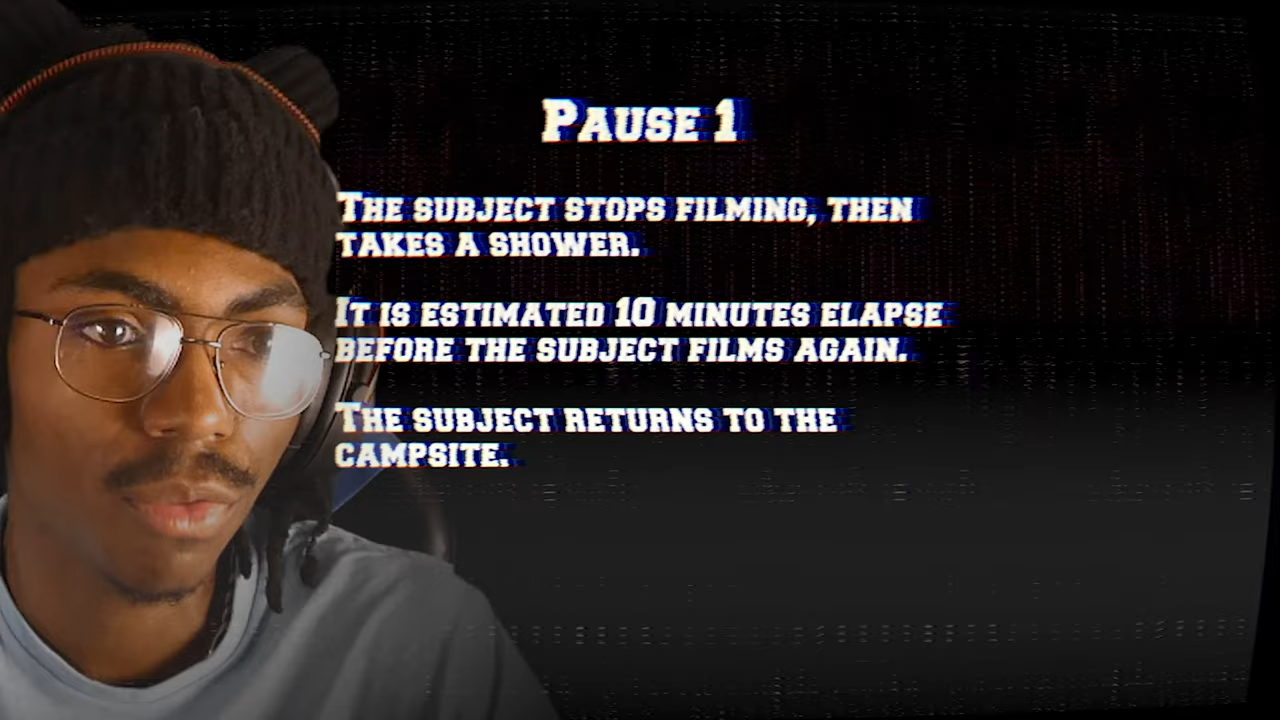 PAUSE 1
THE SUBJECT STOPS FILMING, THEN
TAKES A SHOWER.
IT IS ESTIMATED 10 MINUTES ELAPSE
BEFORE THE SUBJECT FILMS AGAIN.
THE SUBJECT RETURNS TO THE
CAMPSITE.